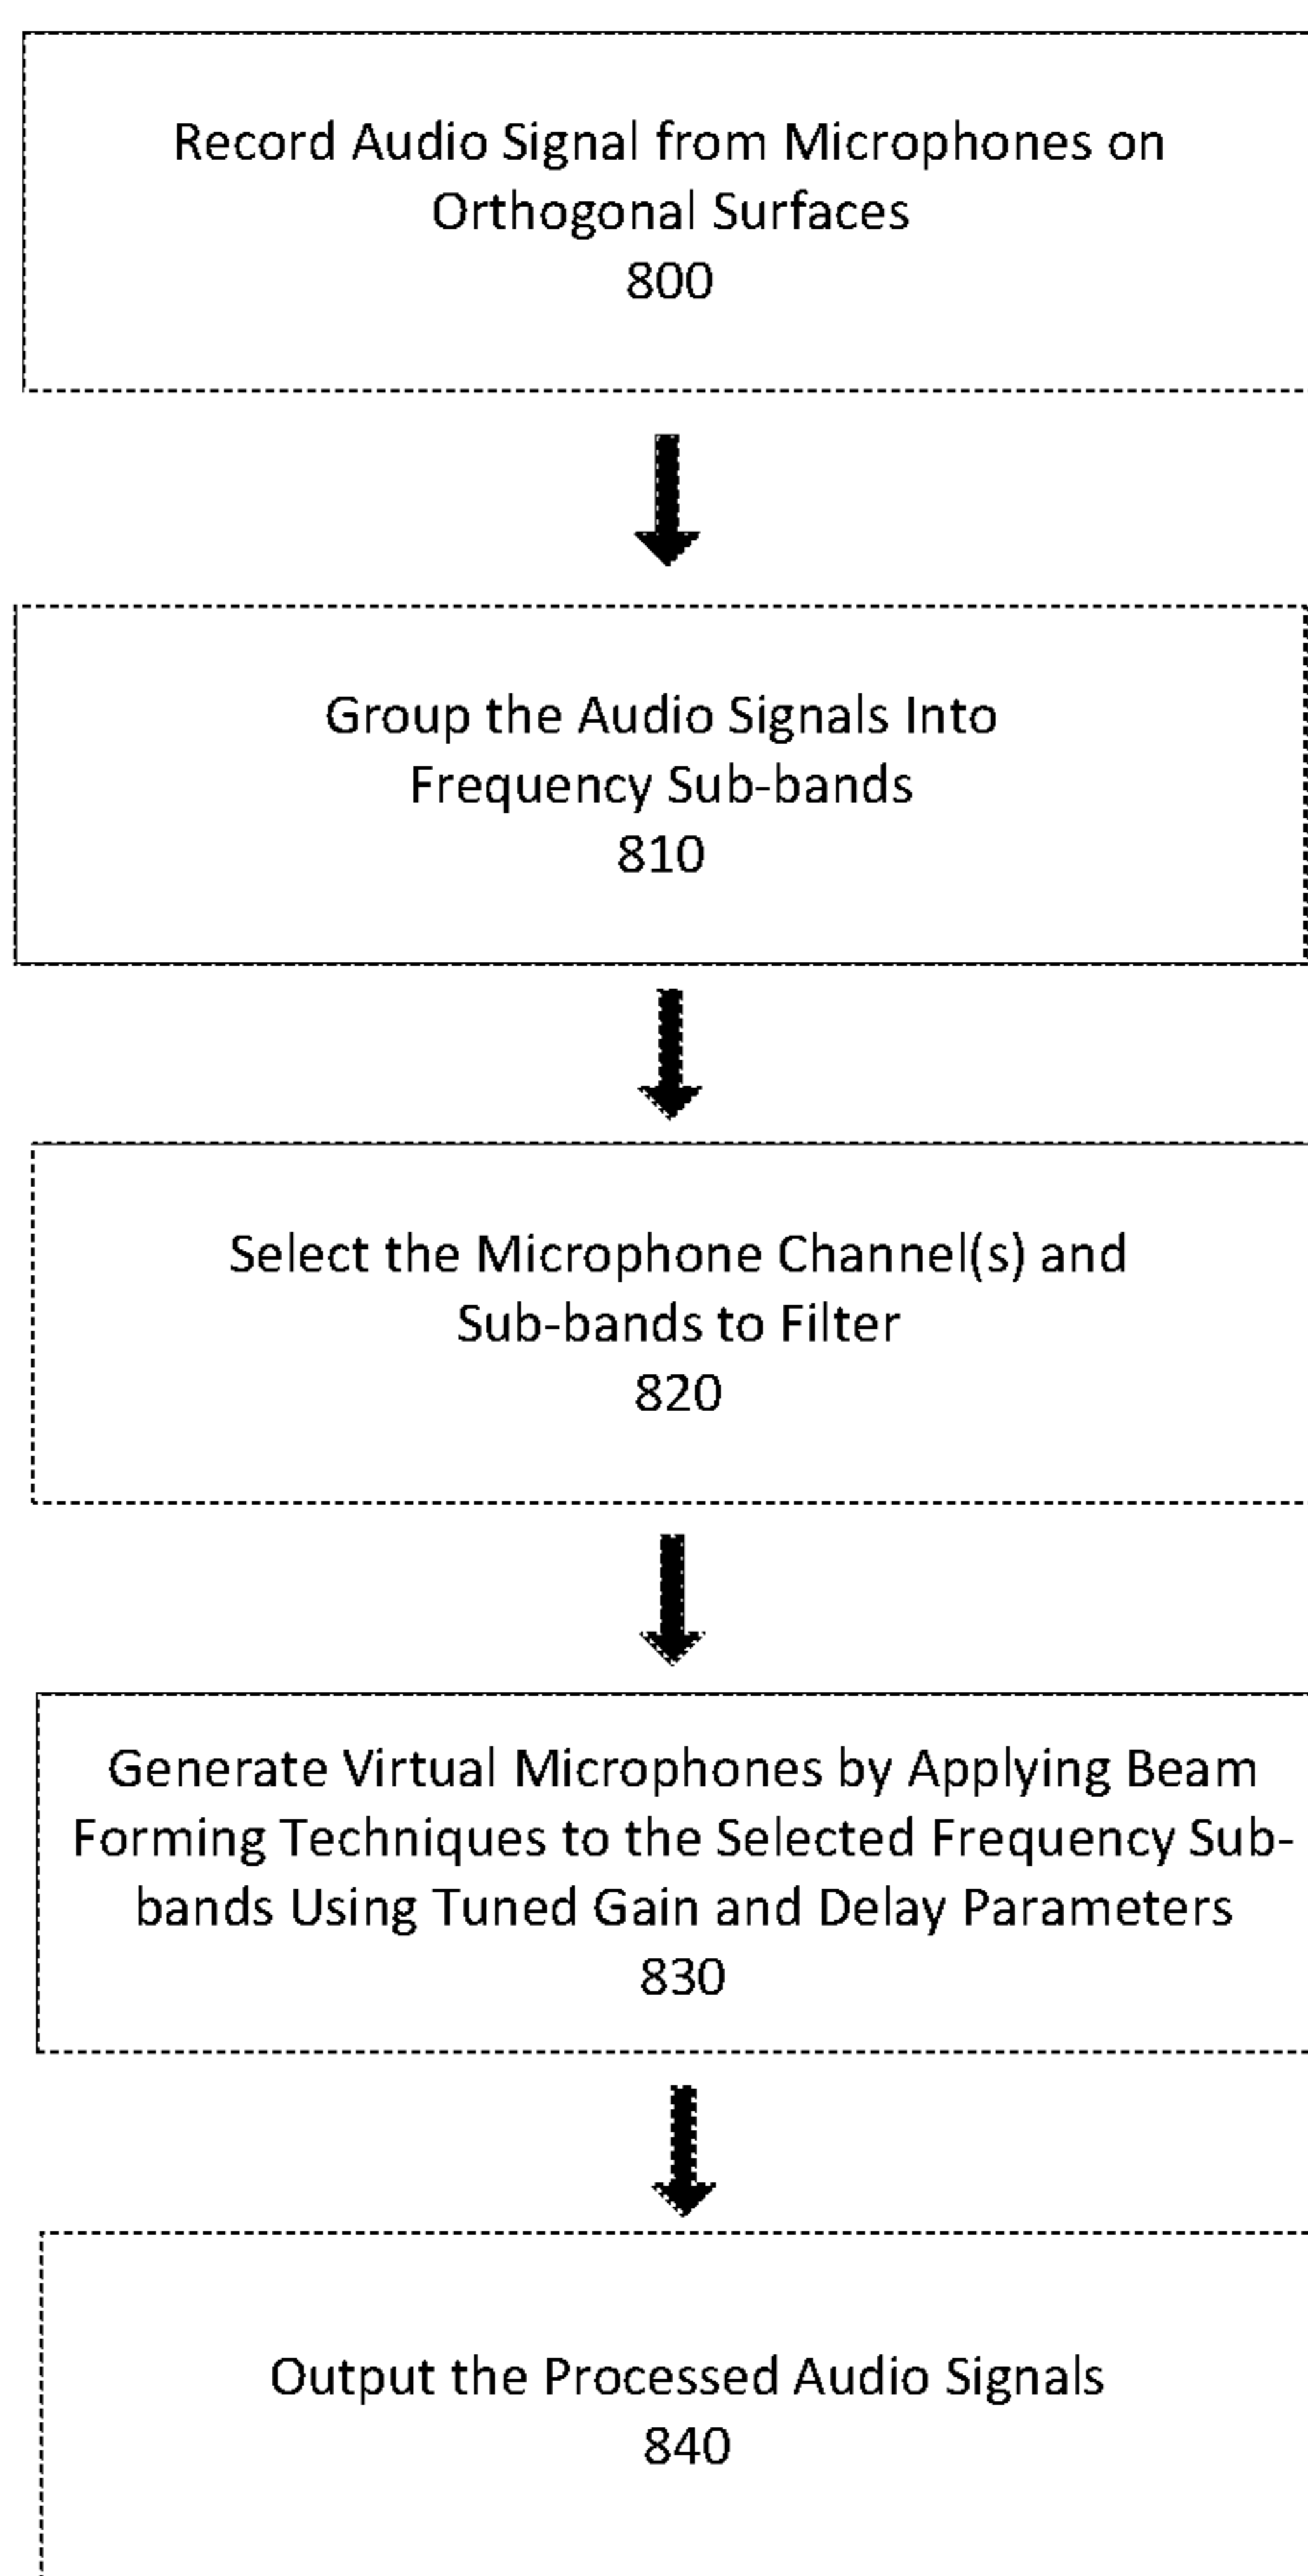 Record Audio Signal from Microphones on
Orthogonal Surfaces
800
Group the Audio Signals Into
Frequency Sub-bands
810
Select the Microphone Channel(s) and
Sub-bands to Filter
820
Generate Virtual Microphones by Applying Beam
Forming Techniques to the Selected Frequency Sub-
bands Using Tuned Gain and Delay Parameters
830
Output the Processed Audio Signals
840